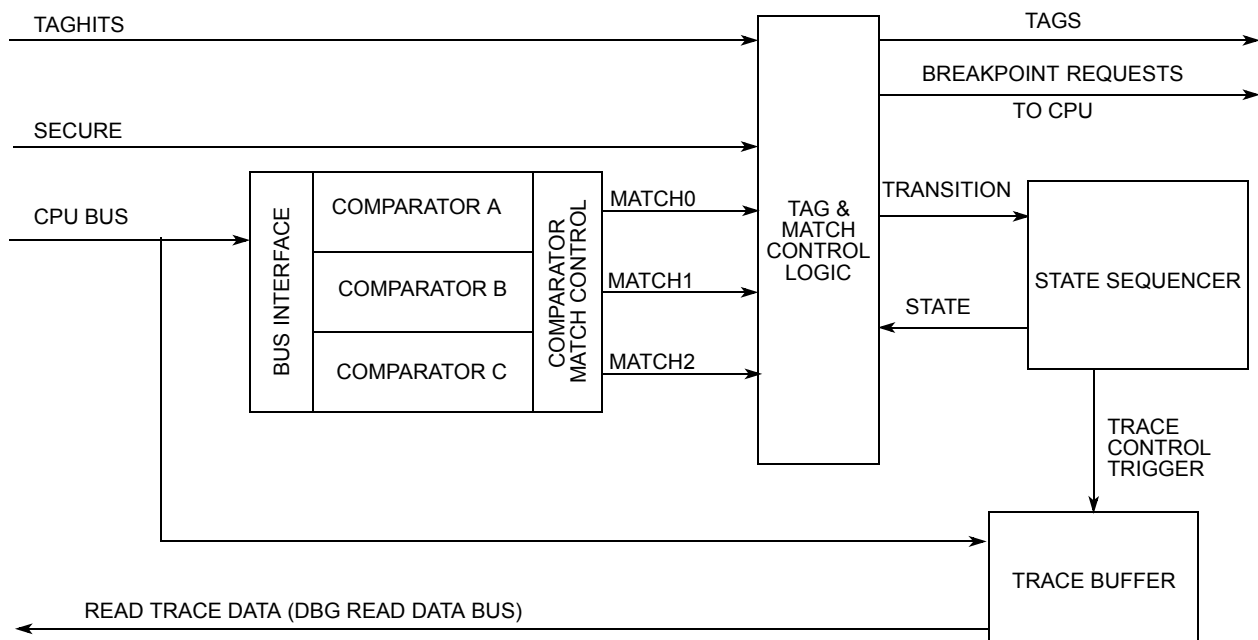 TAGHITS
TAGS
BREAKPOINT REQUESTS
TO CPU
SECURE
CPU BUS
BUS INTERFACE
COMPARATOR A
COMPARATOR B
COMPARATOR C
COMPARATOR
MATCH CONTROL
MATCH0
MATCH1
MATCH2
TAG &
MATCH
CONTROL
LOGIC
TRANSITION
STATE
STATE SEQUENCER
TRACE
CONTROL
TRIGGER
TRACE BUFFER
READ TRACE DATA (DBG READ DATA BUS)